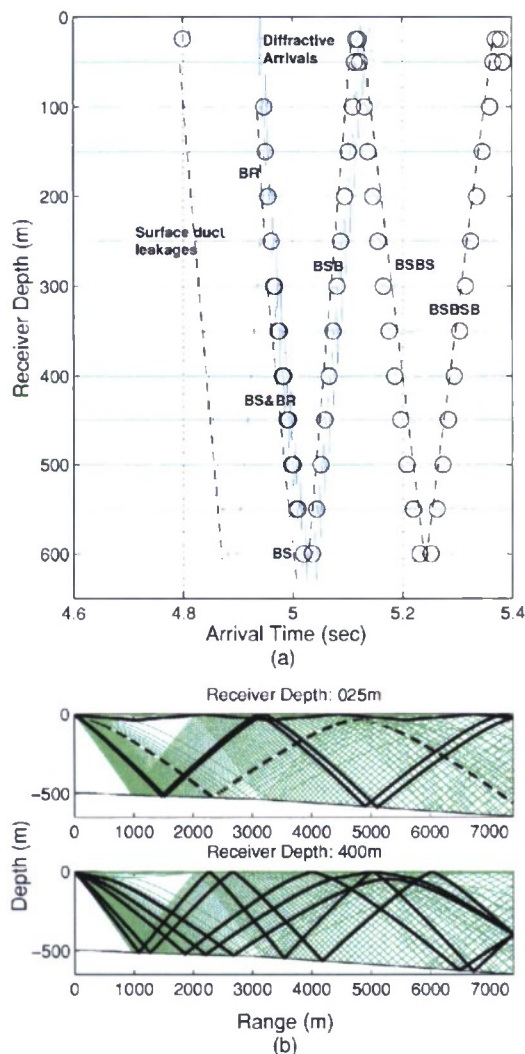 0
100
200
300
400
500
600
Receiver Depth (m)
Diffractive
Arrivals
BR
Surface duct
leakages
BSB
BSBS
BSBSB
BS&BR
BS
4.6 4.8 5 5.2 5.4
Arrival Time (sec)
(a)
Receiver Depth: 025m
0
-500
0 1000 2000 3000 4000 5000 6000 7000
Receiver Depth: 400m
0
-500
0 1000 2000 3000 4000 5000 6000 7000
Depth (m)
Range (m)
(b)